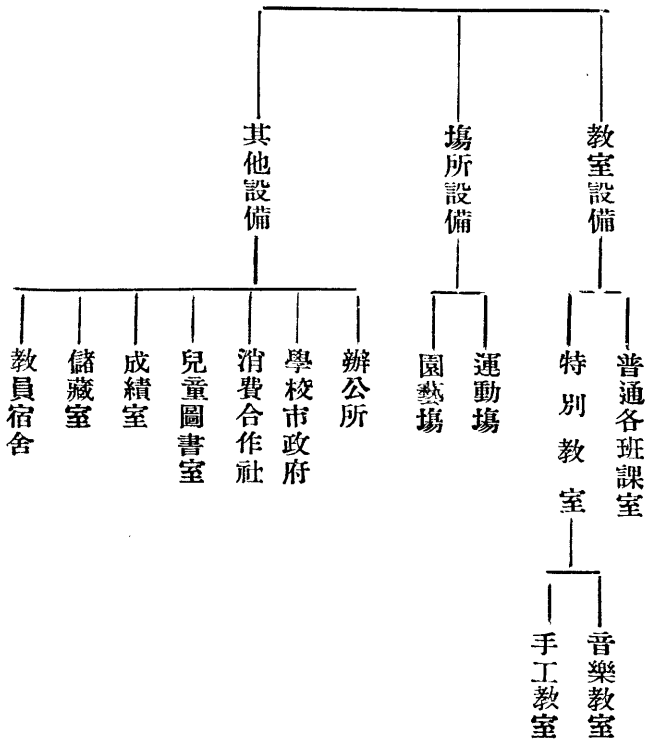 教室設備
場所設備
其他設備
普通各班課室
特別教室
運動場
園藝場
辦公所
學校市政府
消費合作社
兒童圖書室
成績室
儲藏室
教員宿舍
音樂教室
手工教室